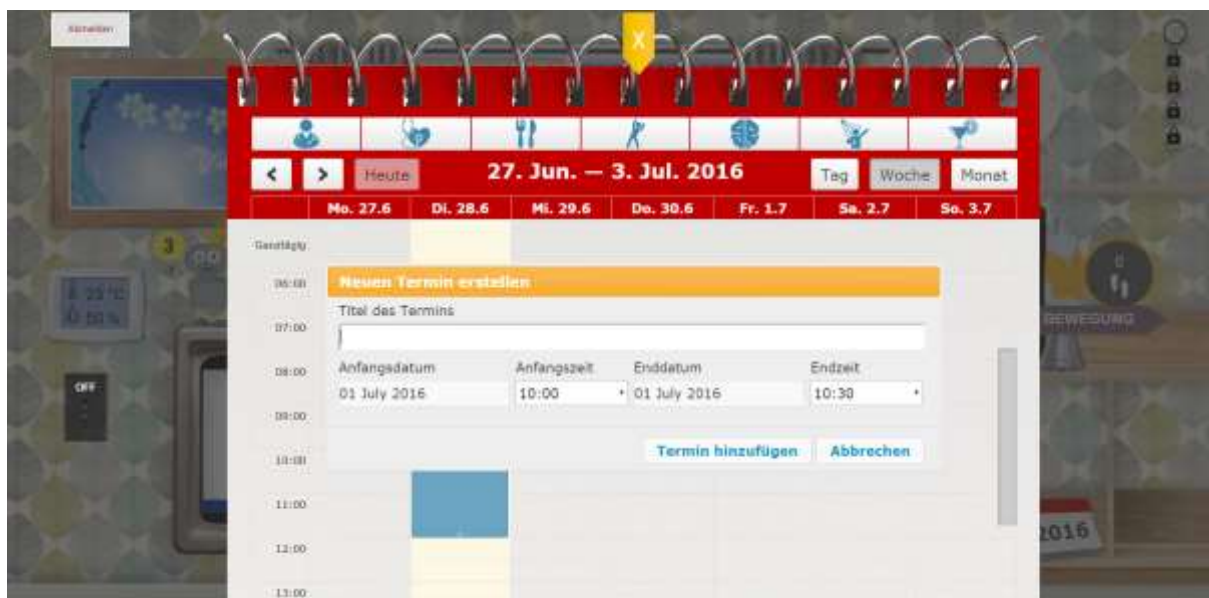 Abmelden
X
Heute
27. Jun. — 3. Jul. 2016
Tag
Woche
Monat
Mo. 27.6
Di. 28.6
Mi. 29.6
Do. 30.6
Fr. 1.7
Sa. 2.7
So. 3.7
06:00
Neuen Termin erstellen
Titel des Termins
07:00
08:00
Anfangsdatum
Anfangszeit
Enddatum
Endzeit
01 July 2016
10:00
01 July 2016
10:30
09:00
10:00
Termin hinzufügen
Abbrechen
11:00
12:00
13:00
3
OFF
0
BEWEGUNG
2016